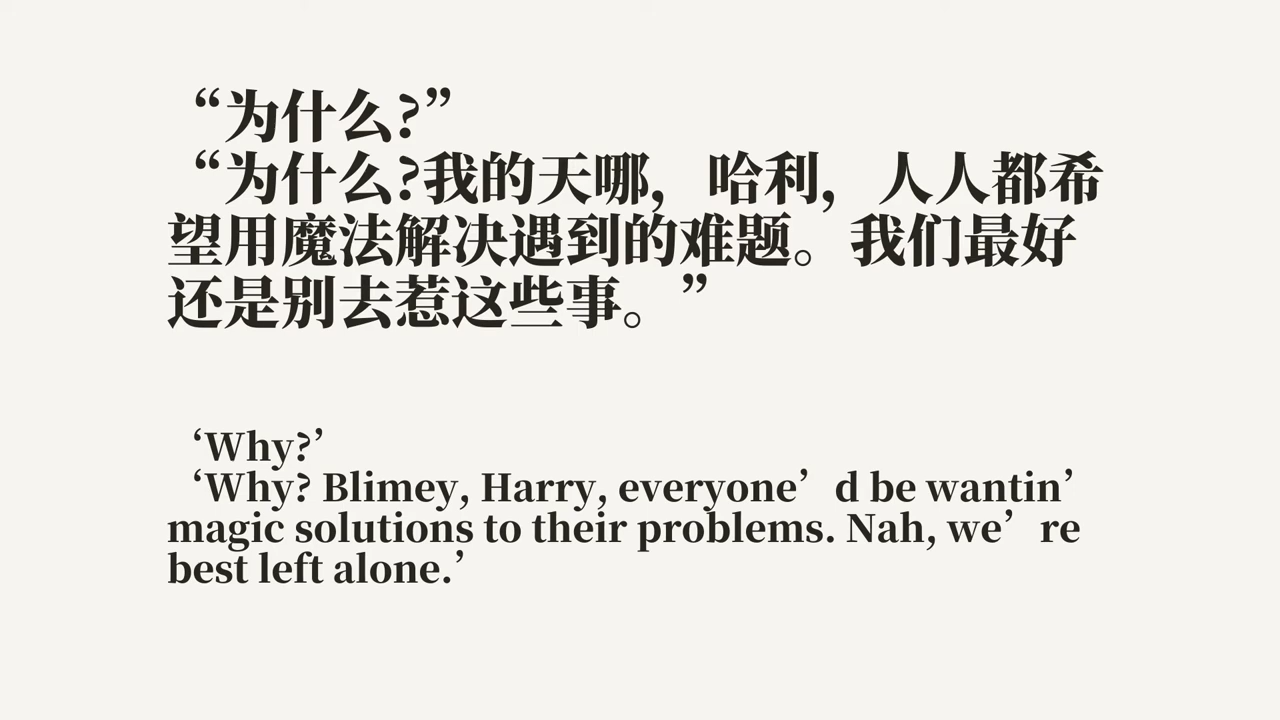 “为什么?”
“为什么?我的天哪，哈利，人人都希
望用魔法解决遇到的难题。我们最好
还是别去惹这些事。”
‘Why?’
‘Why? Blimey, Harry, everyone’d be wantin’
magic solutions to their problems. Nah, we’re
best left alone.’